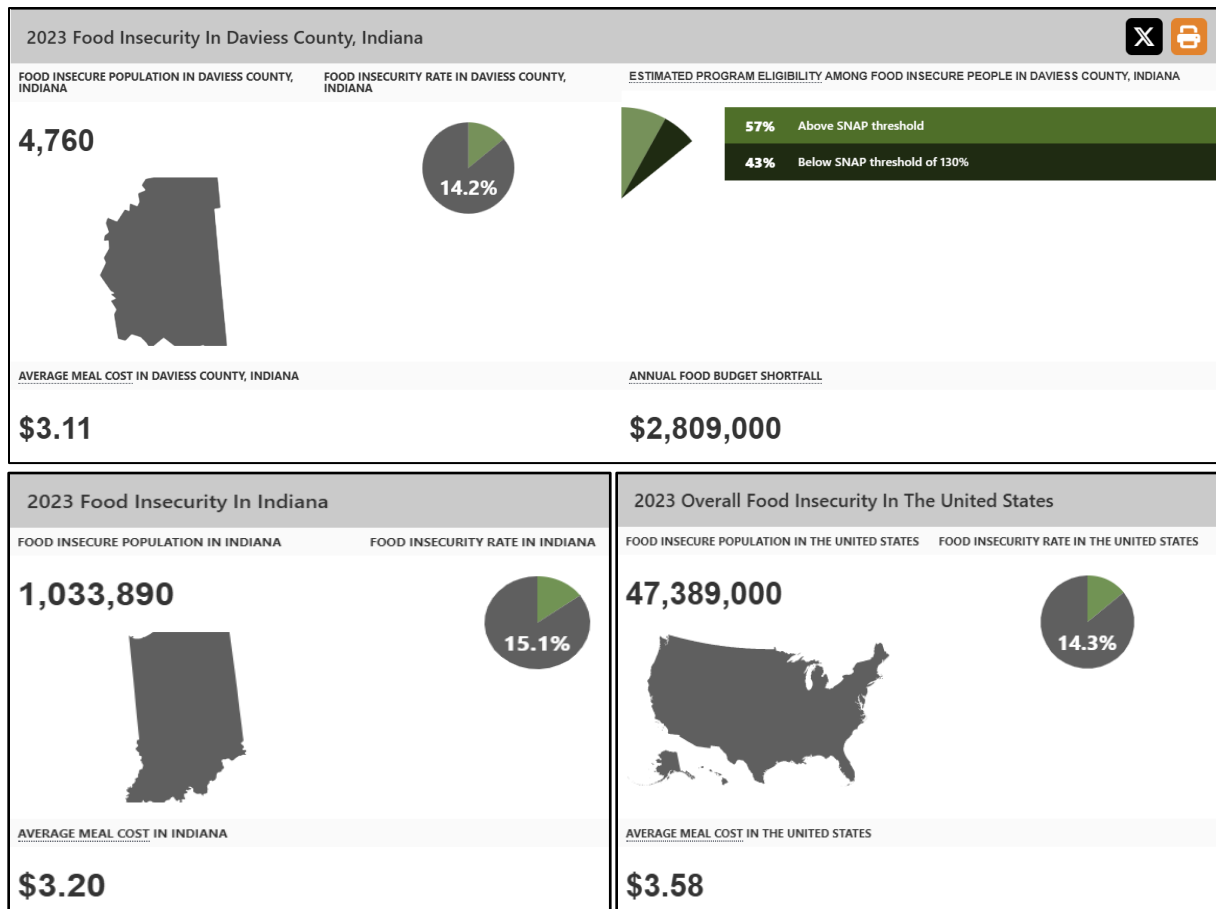 2023 Food Insecurity In Daviess County, Indiana
FOOD INSECURE POPULATION IN DAVIESS COUNTY,
INDIANA
4,760
FOOD INSECURITY RATE IN DAVIESS COUNTY,
INDIANA
14.2%
ESTIMATED PROGRAM ELIGIBILITY AMONG FOOD INSECURE PEOPLE IN DAVIESS COUNTY, INDIANA
57% Above SNAP threshold
43% Below SNAP threshold of 130%
AVERAGE MEAL COST IN DAVIESS COUNTY, INDIANA
$3.11
ANNUAL FOOD BUDGET SHORTFALL
$2,809,000
2023 Food Insecurity In Indiana
FOOD INSECURE POPULATION IN INDIANA
1,033,890
FOOD INSECURITY RATE IN INDIANA
15.1%
AVERAGE MEAL COST IN INDIANA
$3.20
2023 Overall Food Insecurity In The United States
FOOD INSECURE POPULATION IN THE UNITED STATES
47,389,000
FOOD INSECURITY RATE IN THE UNITED STATES
14.3%
AVERAGE MEAL COST IN THE UNITED STATES
$3.58